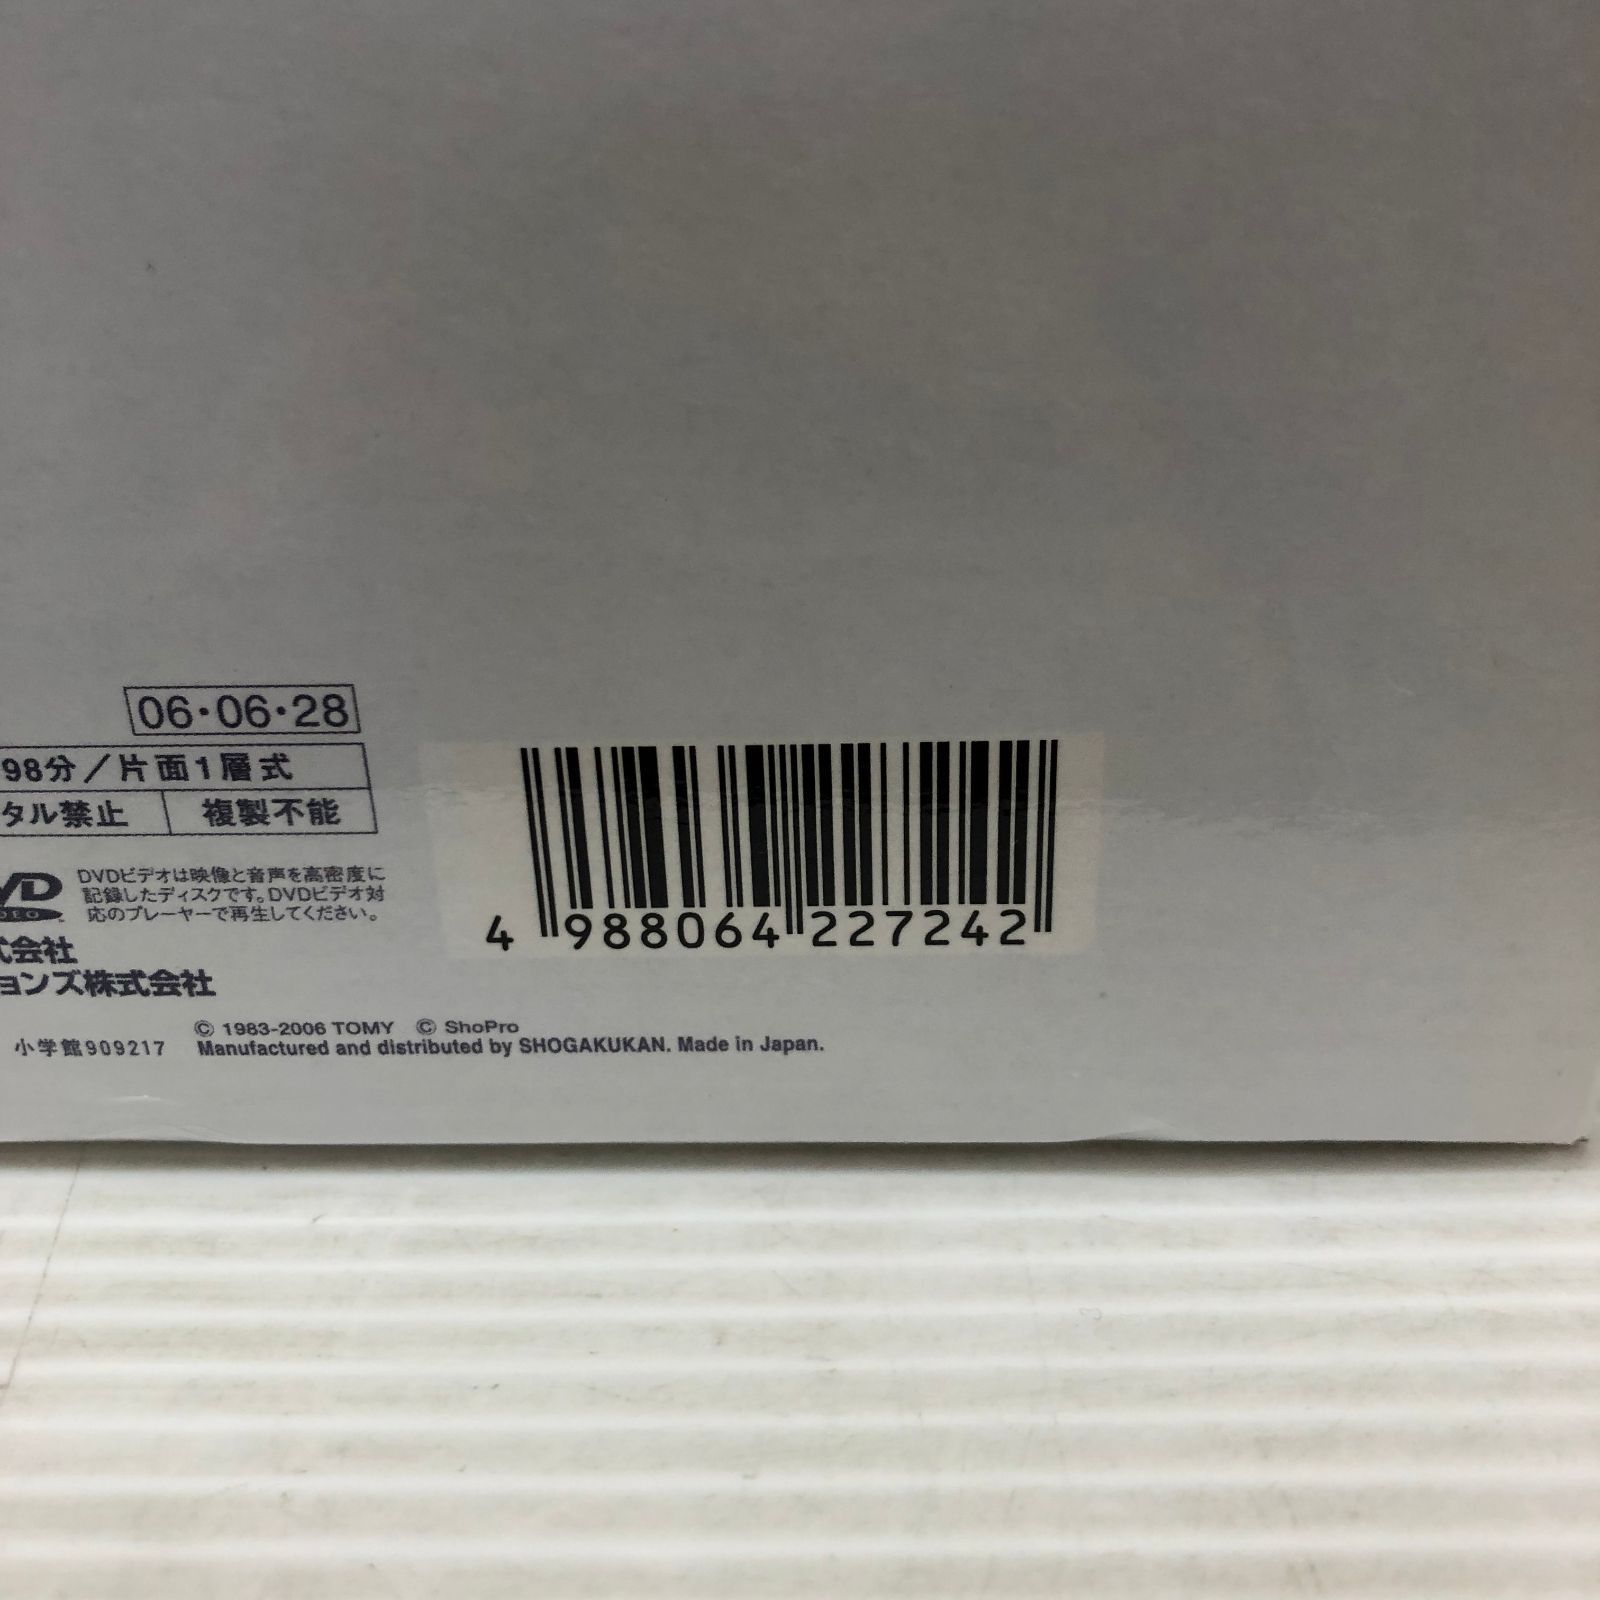 06・06・28
98分／片面1層式
タル禁止 複製不能
DVDビデオは映像と音声を高密度に
記録したディスクです。DVDビデオ対
応のプレーヤーで再生してください。
式会社
ョンズ株式会社
4 988064 227242
© 1983-2006 TOMY © ShoPro
小学館909217 Manufactured and distributed by SHOGAKUKAN. Made in Japan.